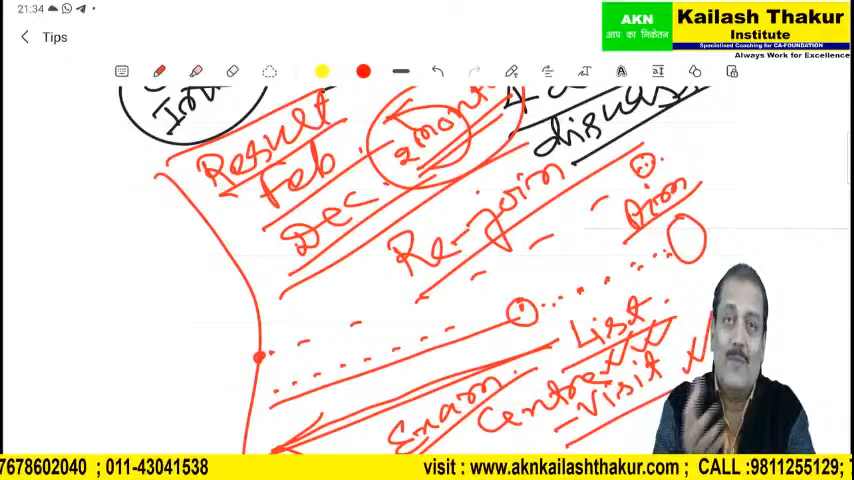 21:34
AKN
आप का निकेतन
Kailash Thakur
Institute
Specialised Coaching for CA-FOUNDATION
Always Work for Excellence
Tips
Result
Feb.
2 month
Dec.
discuss
Re-join
Aim
List.
Exam.
Centre
- Visit
7678602040 ; 011-43041538
visit : www.aknkailashthakur.com ; CALL :9811255129; 7